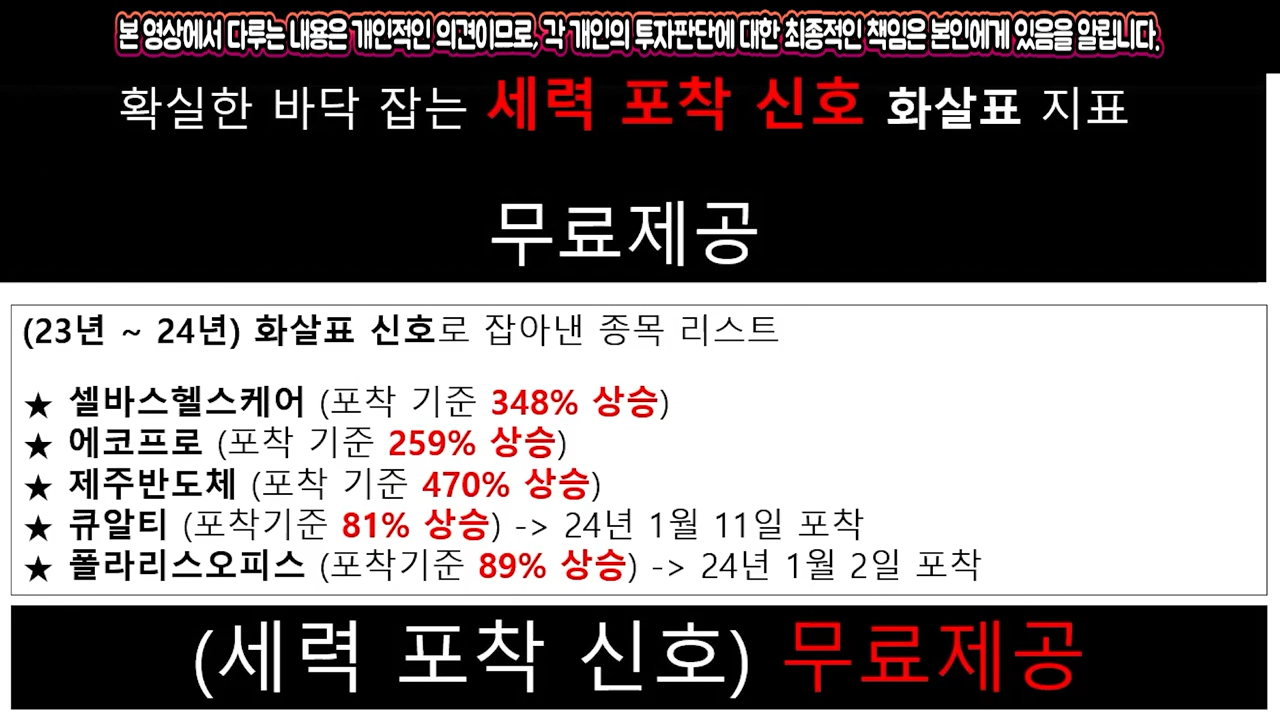 본 영상에서 다루는 내용은 개인적인 의견이므로, 각 개인의 투자판단에 대한 최종적인 책임은 본인에게 있음을 알립니다.
확실한 바닥 잡는 세력 포착 신호 화살표 지표
무료제공
(23년 ~ 24년) 화살표 신호로 잡아낸 종목 리스트
★ 셀바스헬스케어 (포착 기준 348% 상승)
★ 에코프로 (포착 기준 259% 상승)
★ 제주반도체 (포착 기준 470% 상승)
★ 큐알티 (포착기준 81% 상승) -> 24년 1월 11일 포착
★ 폴라리스오피스 (포착기준 89% 상승) -> 24년 1월 2일 포착
(세력 포착 신호) 무료제공